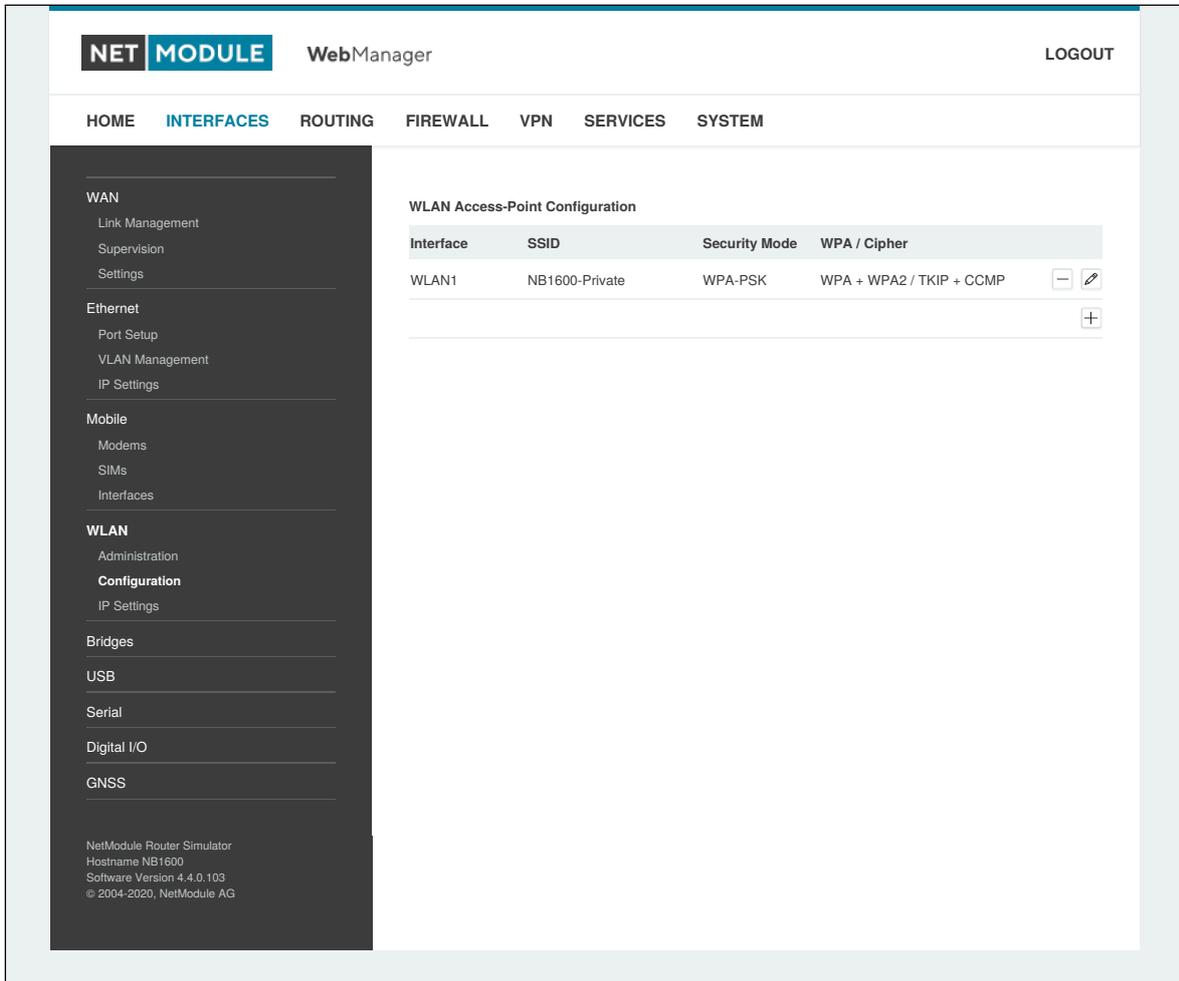 NET MODULE WebManager LOGOUT
HOME INTERFACES ROUTING FIREWALL VPN SERVICES SYSTEM
WAN
Link Management
Supervision
Settings
Ethernet
Port Setup
VLAN Management
IP Settings
Mobile
Modems
SIMs
Interfaces
WLAN
Administration
Configuration
IP Settings
Bridges
USB
Serial
Digital I/O
GNSS
NetModule Router Simulator
Hostname NB1600
Software Version 4.4.0.103
© 2004-2020, NetModule AG
WLAN Access-Point Configuration
Interface SSID Security Mode WPA / Cipher
WLAN1 NB1600-Private WPA-PSK WPA + WPA2 / TKIP + CCMP